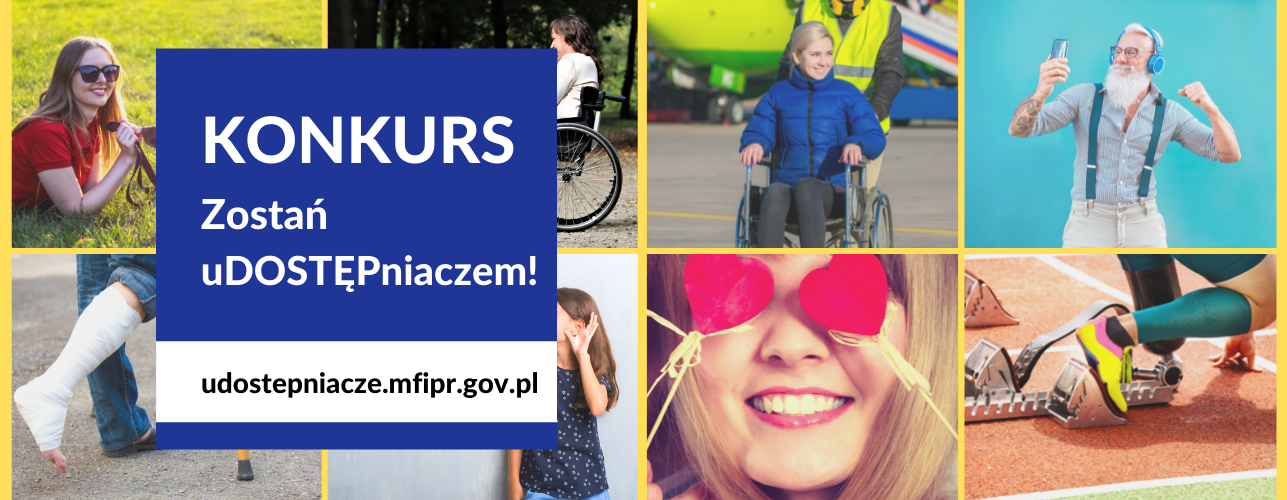 KONKURS
Zostań
uDOSTĘPniaczem!
udostepniacze.mfipr.gov.pl